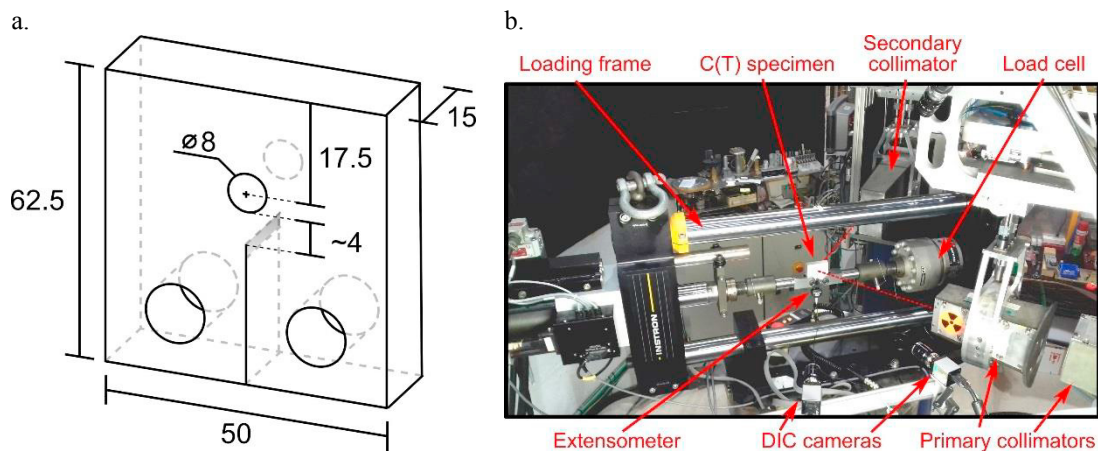 a.
62.5
50
15
17.5
~4
ø8
b.
Loading frame
C(T) specimen
Secondary
collimator
Load cell
INSTRON
Extensometer
DIC cameras
Primary collimators